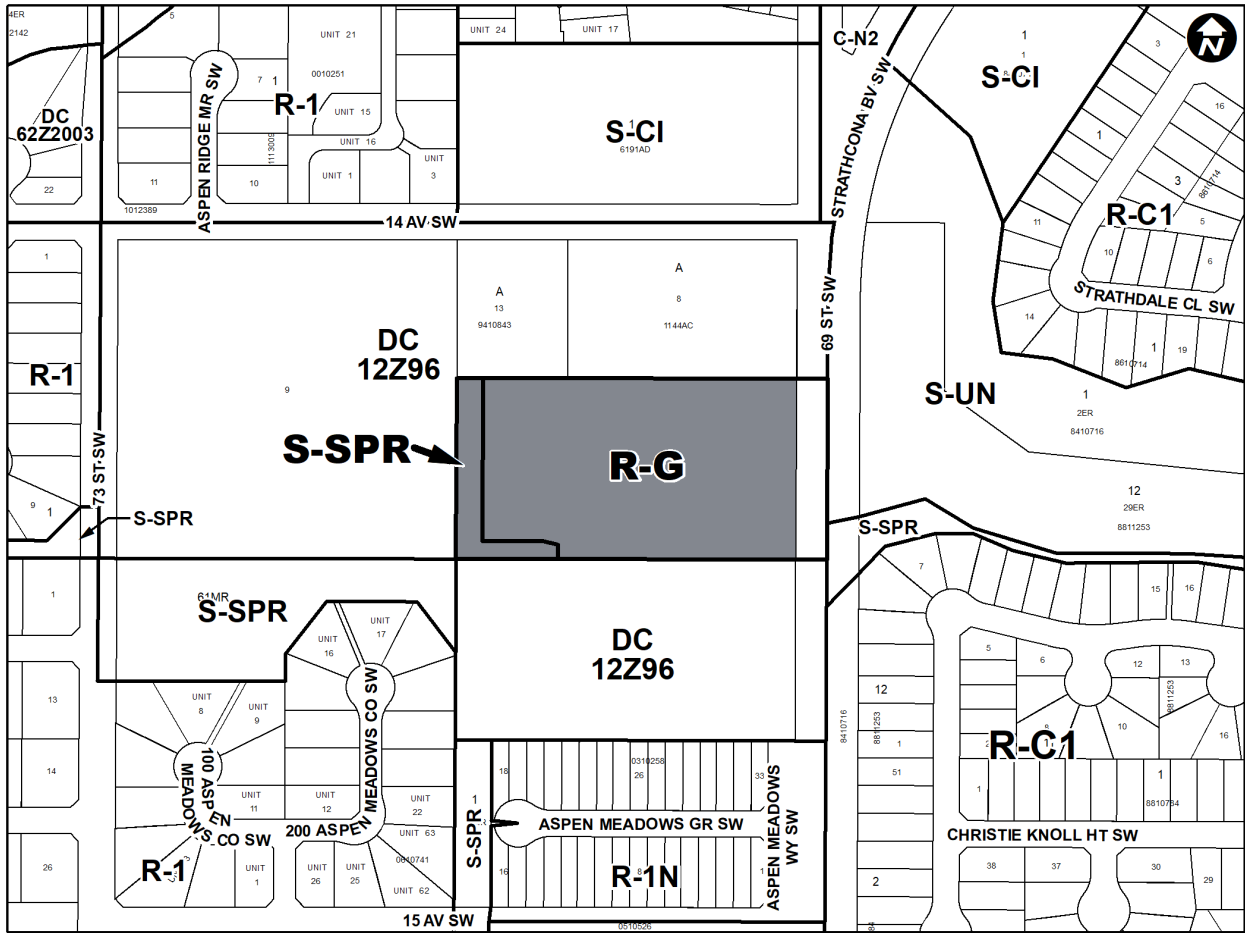 4ER
2142
5
UNIT 21
UNIT 24
UNIT 17
C-N2
1
1
3
N
S-CI
7
1
0010251
R-1
UNIT 15
DC
62Z2003
ASPEN RIDGE MR SW
1113009
UNIT 16
UNIT 1
UNIT
3
1
S-CI
6191AD
STRATHCONA BV SW
1
16
3
8610714
22
11
10
1012389
14 AV SW
11
R-C1
5
10
6
1
A
13
9410843
A
8
1144AC
69 ST SW
STRATHDALE CL SW
14
DC
12Z96
1
19
8610714
R-1
9
S-UN
1
2ER
8410716
S-SPR
R-G
73 ST SW
9
1
S-SPR
12
29ER
8811253
S-SPR
7
15
16
1
61MR
S-SPR
UNIT
16
UNIT
17
DC
12Z96
5
6
12
13
13
UNIT
8
UNIT
9
200 ASPEN MEADOWS CO SW
12
8811253
8410716
8811253
10
16
1
R-C1
14
100 ASPEN
MEADOWS CO SW
UNIT
11
UNIT
12
UNIT
22
18
0310258
26
33
51
1
1
8810784
1
S-SPR
ASPEN MEADOWS GR SW
ASPEN MEADOWS
WY SW
CHRISTIE KNOLL HT SW
UNIT 63
0610741
26
R-1
UNIT
1
UNIT
26
UNIT
25
UNIT 62
16
8
R-1N
2
38
37
30
29
15 AV SW
0510526